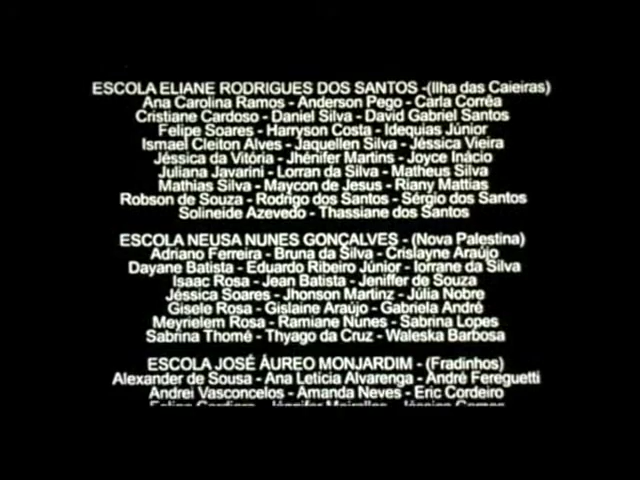 ESCOLA ELIANE RODRIGUES DOS SANTOS -(Ilha das Caieiras)
Ana Carolina Ramos - Anderson Pego - Carla Corrêa
Cristiane Cardoso - Daniel Silva - David Gabriel Santos
Felipe Soares - Harryson Costa - Idequias Júnior
Ismael Cleiton Alves - Jaquellen Silva - Jéssica Vieira
Jéssica da Vitória - Jhénifer Martins - Joyce Inácio
Juliana Javarini - Lorran da Silva - Matheus Silva
Mathias Silva - Maycon de Jesus - Riany Mattias
Robson de Souza - Rodrigo dos Santos - Sérgio dos Santos
Solineide Azevedo - Thassiane dos Santos
ESCOLA NEUSA NUNES GONÇALVES - (Nova Palestina)
Adriano Ferreira - Bruna da Silva - Crislayne Araújo
Dayane Batista - Eduardo Ribeiro Júnior - Iorrane da Silva
Isaac Rosa - Jean Batista - Jeniffer de Souza
Jéssica Soares - Jhonson Martinz - Júlia Nobre
Gisele Rosa - Gislaine Araújo - Gabriela André
Meyrielem Rosa - Ramiane Nunes - Sabrina Lopes
Sabrina Thomé - Thyago da Cruz - Waleska Barbosa
ESCOLA JOSÉ ÁUREO MONJARDIM - (Fradinhos)
Alexander de Sousa - Ana Letícia Alvarenga - André Fereguetti
Andrei Vasconcelos - Amanda Neves - Eric Cordeiro